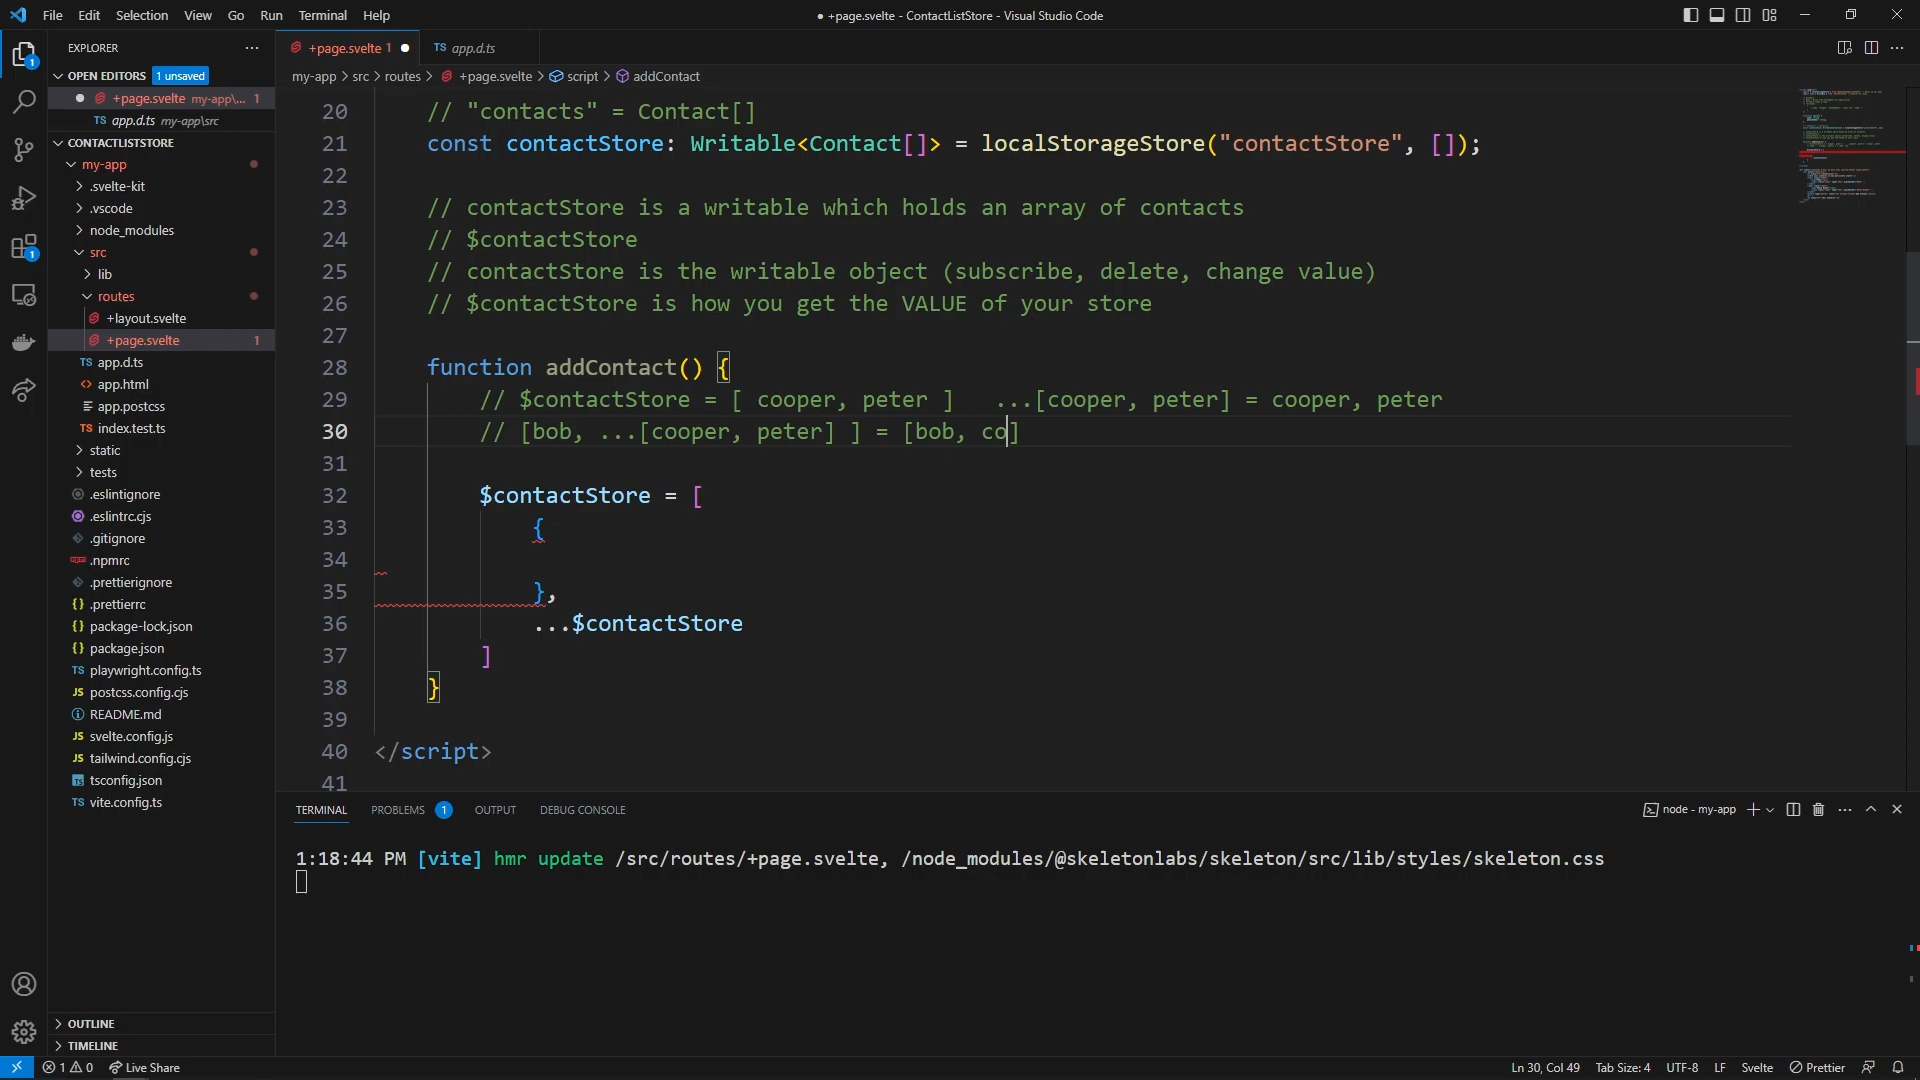 File Edit Selection View Go Run Terminal Help
● +page.svelte - ContactListStore - Visual Studio Code
EXPLORER
OPEN EDITORS 1 unsaved
+page.svelte my-app\... 1
TS app.d.ts my-app\src
CONTACTLISTSTORE
my-app
.svelte-kit
.vscode
node_modules
src
lib
routes
+layout.svelte
+page.svelte 1
TS app.d.ts
app.html
app.postcss
TS index.test.ts
static
tests
.eslintignore
.eslintrc.cjs
.gitignore
.npmrc
.prettierignore
.prettierrc
package-lock.json
package.json
TS playwright.config.ts
JS postcss.config.cjs
README.md
JS svelte.config.js
JS tailwind.config.cjs
tsconfig.json
TS vite.config.ts
OUTLINE
TIMELINE
+page.svelte 1 ●
TS app.d.ts
my-app > src > routes > +page.svelte > script > addContact
20 // "contacts" = Contact[]
21 const contactStore: Writable<Contact[]> = localStorageStore("contactStore", []);
22
23 // contactStore is a writable which holds an array of contacts
24 // $contactStore
25 // contactStore is the writable object (subscribe, delete, change value)
26 // $contactStore is how you get the VALUE of your store
27
28 function addContact() {
29 // $contactStore = [ cooper, peter ]   ...[cooper, peter] = cooper, peter
30 // [bob, ...[cooper, peter] ] = [bob, co]
31
32 $contactStore = [
33 {
34
35 },
36 ...$contactStore
37 ]
38 }
39
40 </script>
41
TERMINAL PROBLEMS 1 OUTPUT DEBUG CONSOLE
node - my-app
1:18:44 PM [vite] hmr update /src/routes/+page.svelte, /node_modules/@skeletonlabs/skeleton/src/lib/styles/skeleton.css
1 0 Live Share
Ln 30, Col 49 Tab Size: 4 UTF-8 LF Svelte Prettier